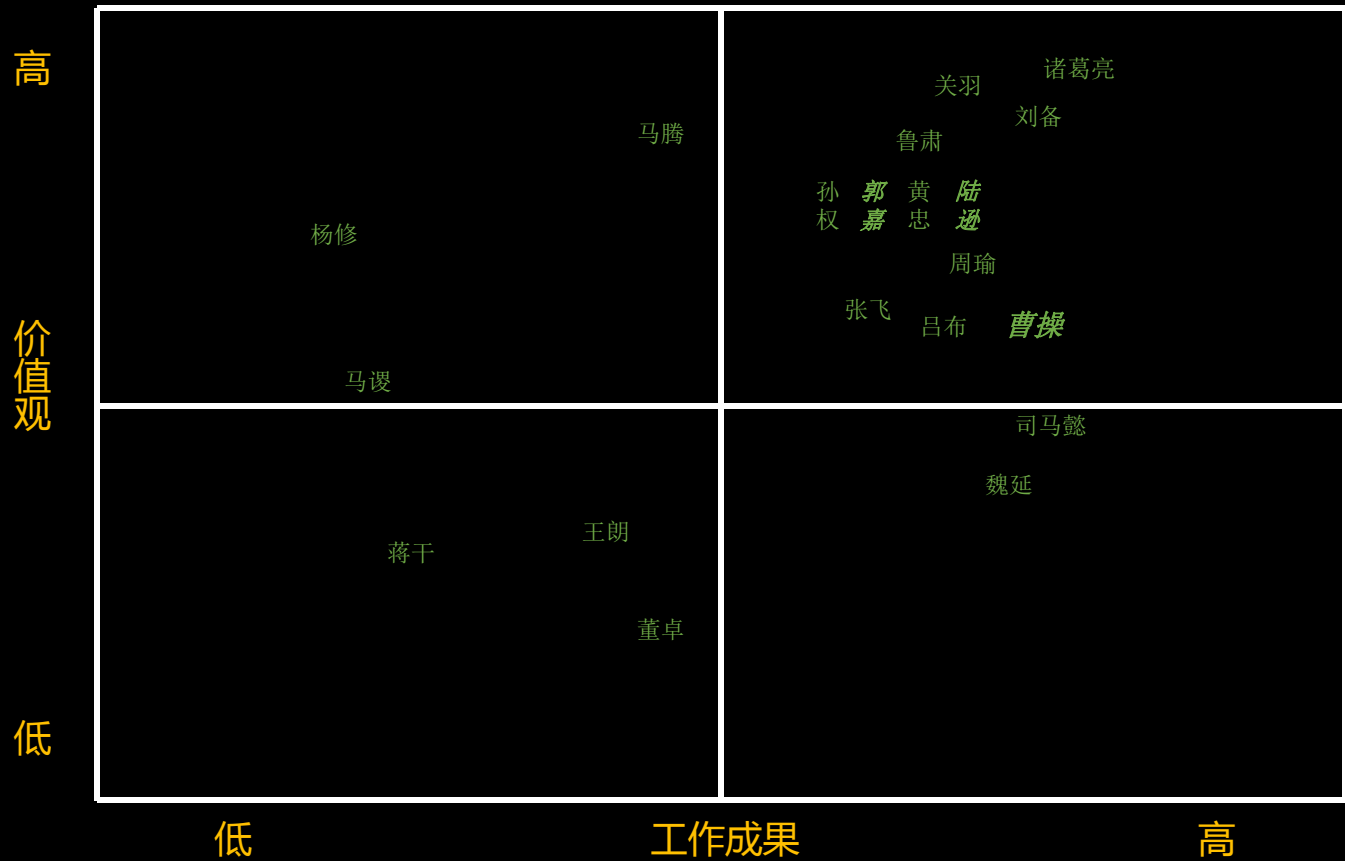 高
诸葛亮
关羽
刘备
马腾
鲁肃
孙权
郭嘉
黄忠
陆逊
杨修
周瑜
张飞
吕布
曹操
价值观
马谡
司马懿
魏延
王朗
蒋干
董卓
低
低
工作成果
高